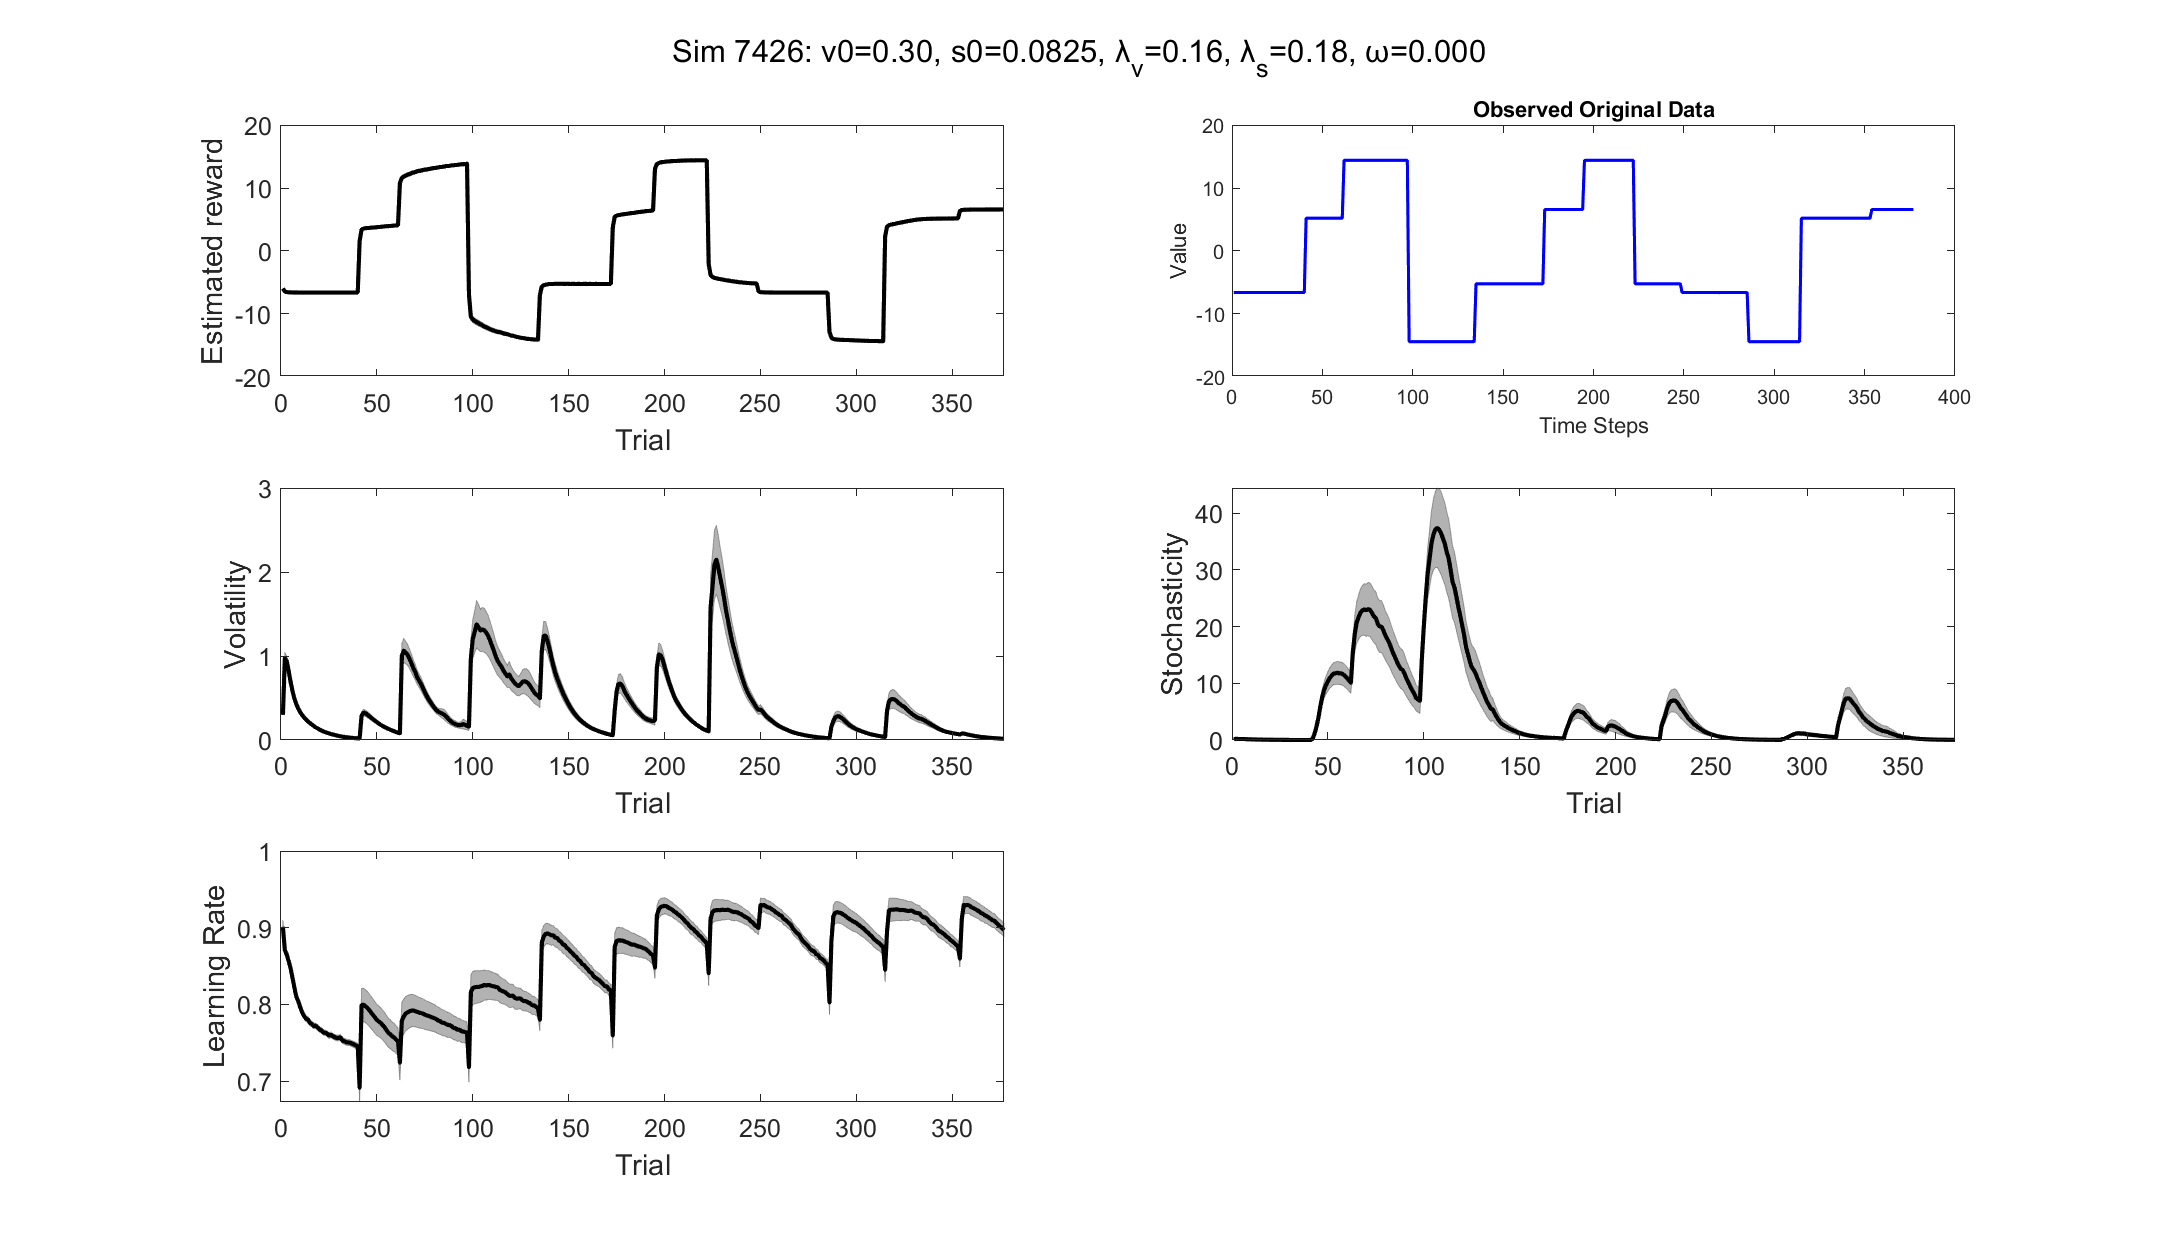 Sim 7426: v0=0.30, s0=0.0825, λv=0.16, λs=0.18, ω=0.000
Estimated reward
20
10
0
-10
-20
0 50 100 150 200 250 300 350
Trial
Observed Original Data
Value
20
10
0
-10
-20
0 50 100 150 200 250 300 350 400
Time Steps
Volatility
3
2
1
0
0 50 100 150 200 250 300 350
Trial
Stochasticity
40
30
20
10
0
0 50 100 150 200 250 300 350
Trial
Learning Rate
1
0.9
0.8
0.7
0 50 100 150 200 250 300 350
Trial